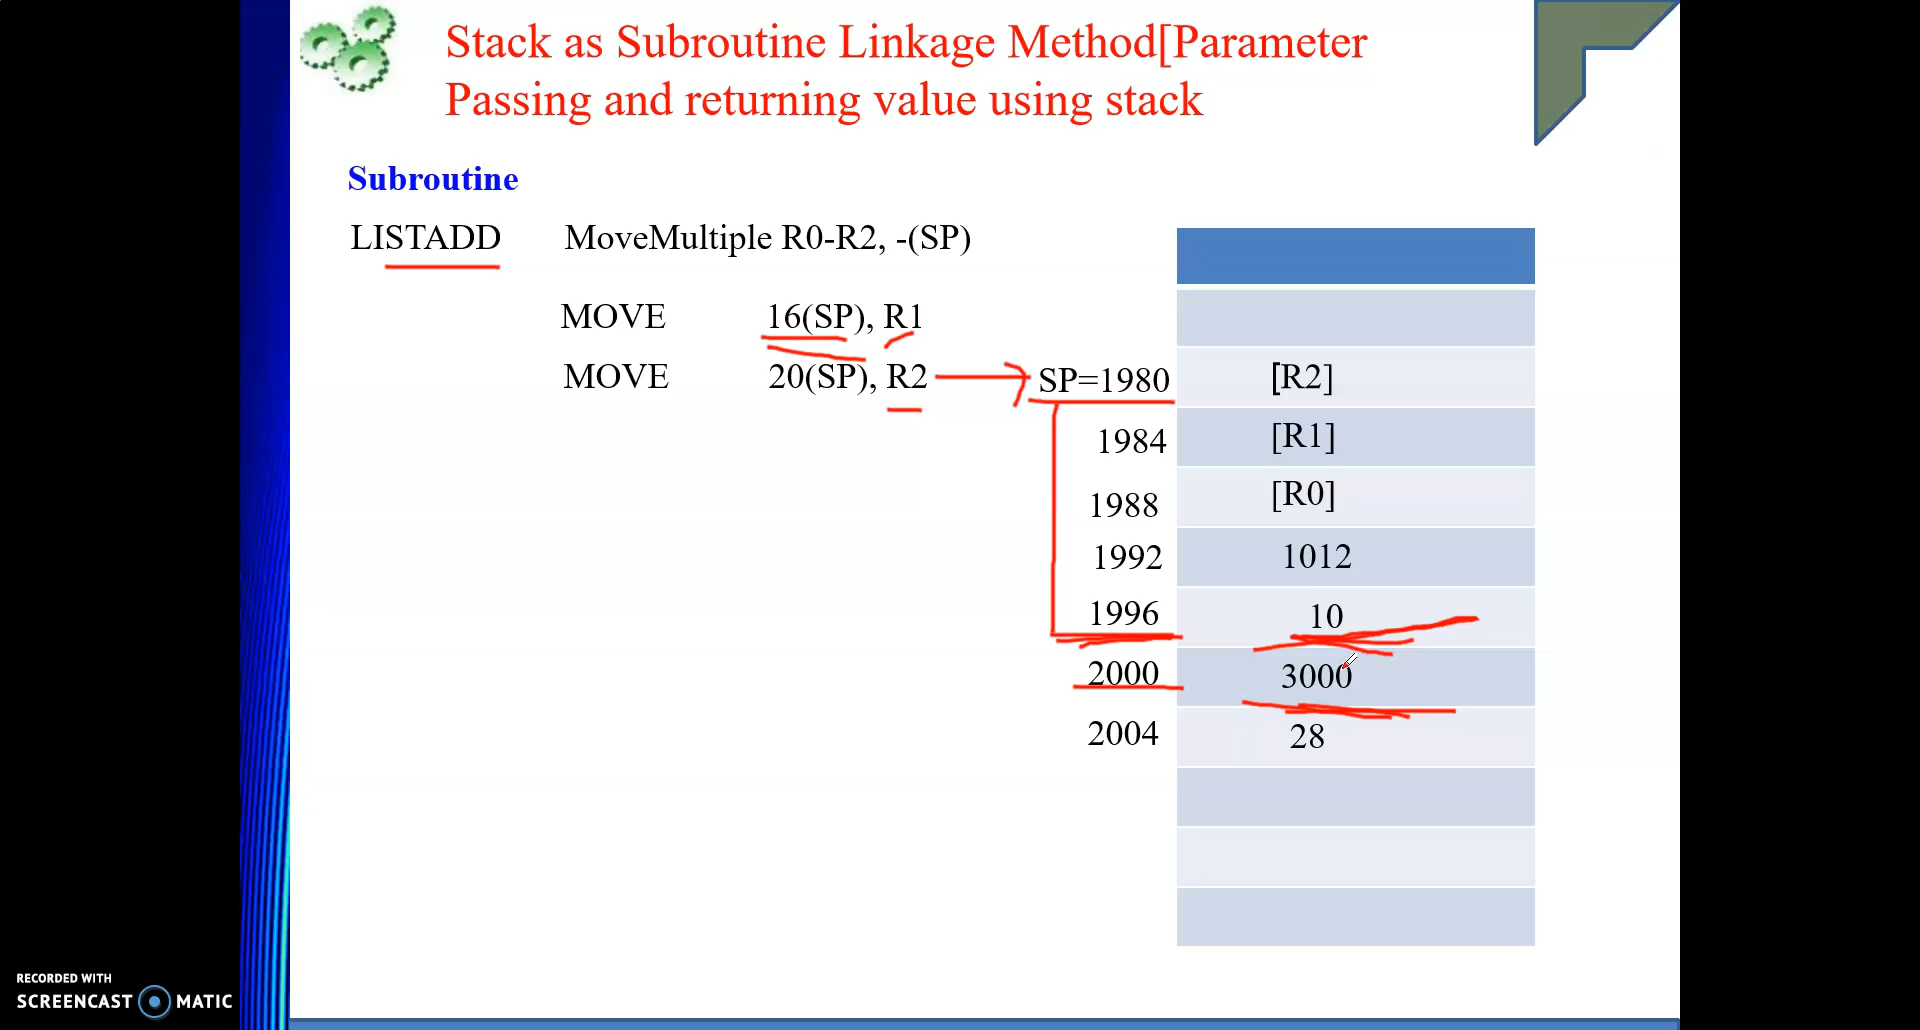 Stack as Subroutine Linkage Method[Parameter
Passing and returning value using stack
Subroutine
LISTADD MoveMultiple R0-R2, -(SP)
MOVE 16(SP), R1
MOVE 20(SP), R2
SP=1980 [R2]
1984 [R1]
1988 [R0]
1992 1012
1996 10
2000 3000
2004 28
RECORDED WITH
SCREENCAST MATIC